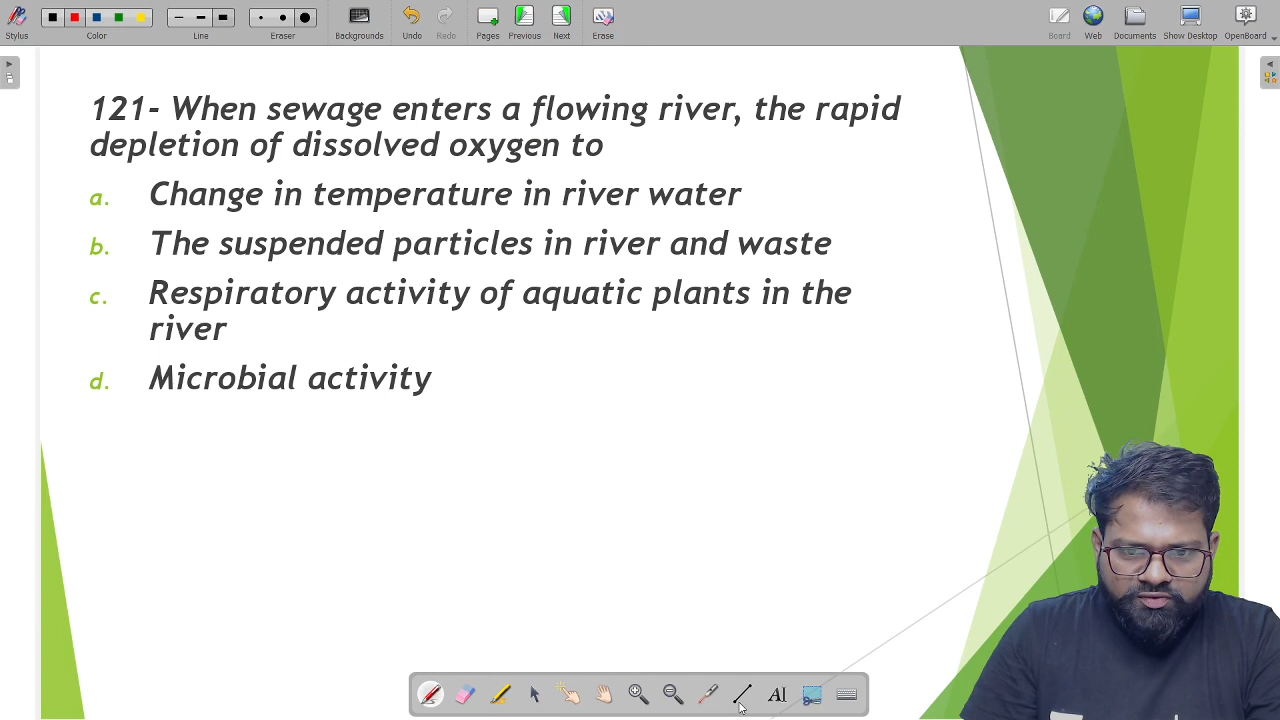 Stylus
Color
Line
Eraser
Backgrounds
Undo
Redo
Pages
Previous
Next
Erase
Board
Web
Documents
Show Desktop
OpenBoard
121- When sewage enters a flowing river, the rapid
depletion of dissolved oxygen to
a. Change in temperature in river water
b. The suspended particles in river and waste
c. Respiratory activity of aquatic plants in the
river
d. Microbial activity
AI